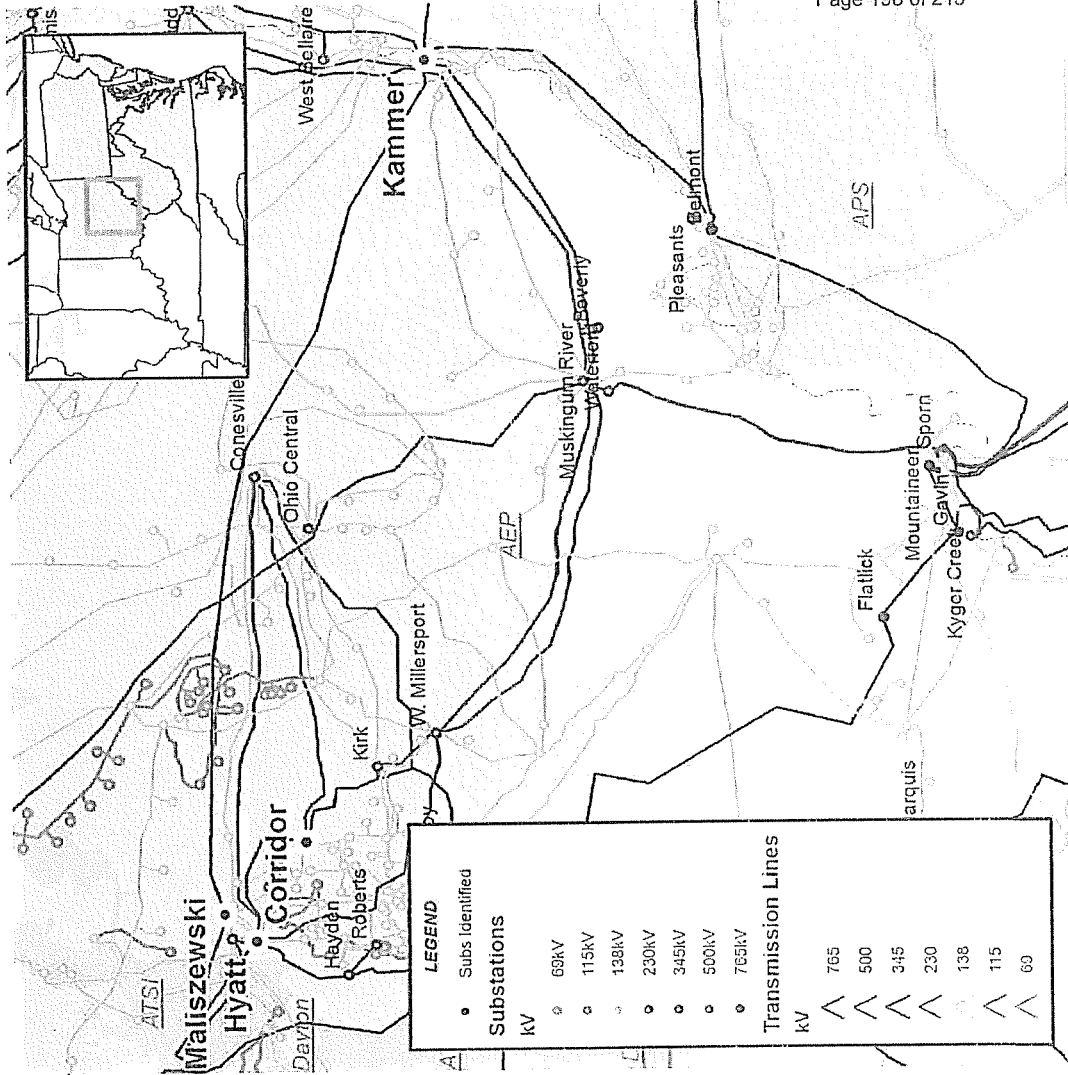 Page 198 of 219
West Bellaire
Kammer
Belmont
Pleasants
APS
Conesville
Ohio Central
Muskingum River
Beverly
AEP
Sporn
Mountaineer
Gavin
Kyger Creek
Flatlick
W. Millersport
Kirk
Corridor
Maliszewski
Hyatt
Hayden
Roberts
ATSI
Dayton
arquis
LEGEND
Subs Identified
Substations
kV
69kV
115kV
138kV
230kV
345kV
500kV
765kV
Transmission Lines
kV
765
500
345
230
138
115
69